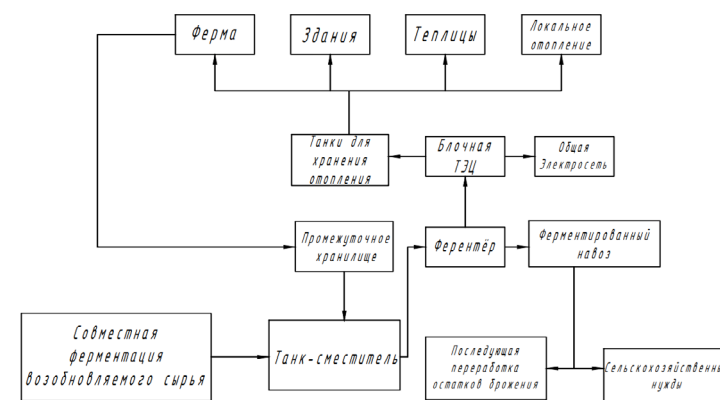 Ферма
Здания
Теплицы
Локальное
отопление
Танки для
хранения
отопления
Блочная
ТЭЦ
Общая
Электросеть
Промежуточное
хранилище
Ферентёр
Ферментированный
навоз
Совместная
ферментация
возобновляемого сырья
Танк-сместитель
Последующая
переработка
остатков брожения
Сельскохозяйственны
нужды